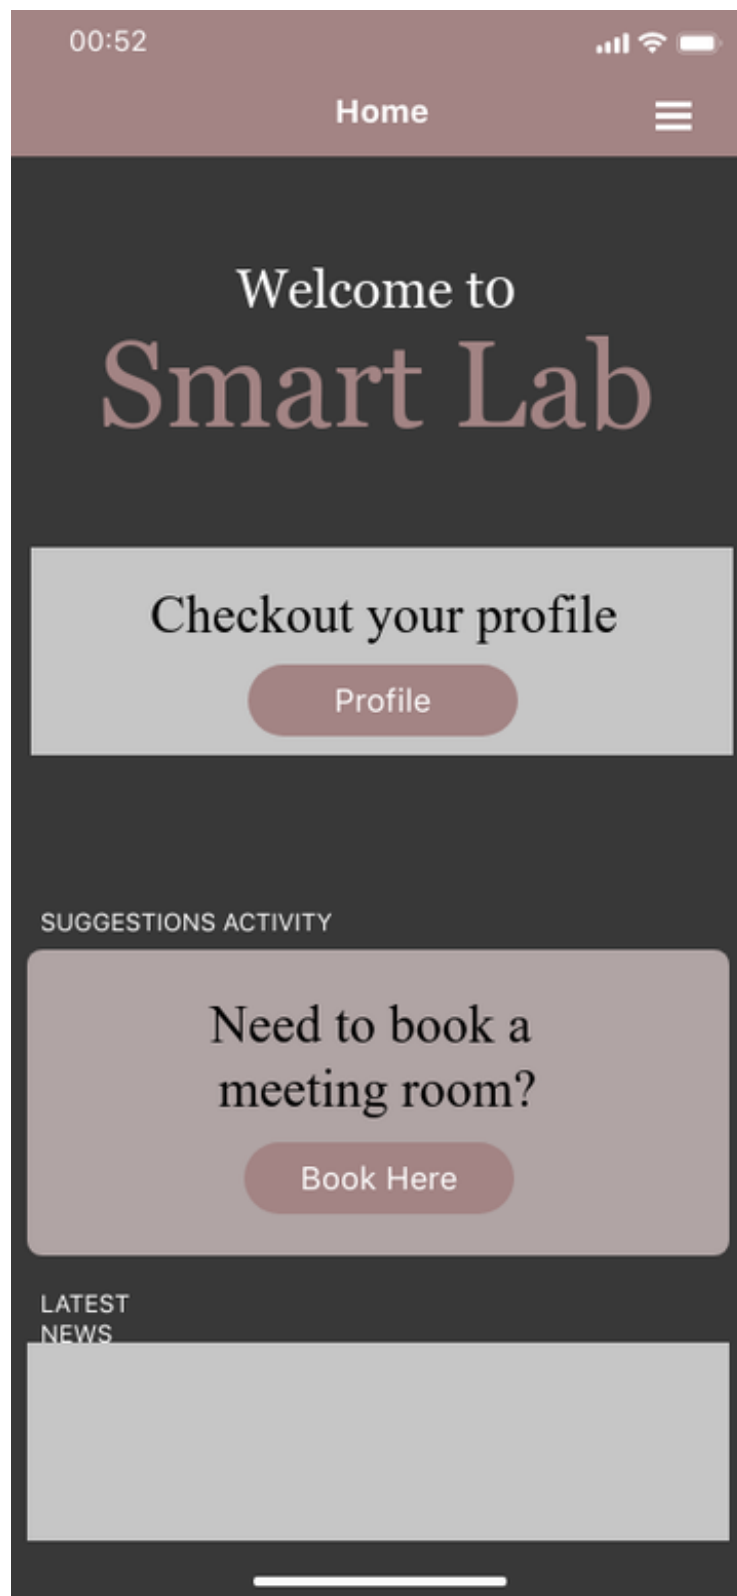 00:52
Home
Welcome to
Smart Lab
Checkout your profile
Profile
SUGGESTIONS ACTIVITY
Need to book a
meeting room?
Book Here
LATEST
NEWS